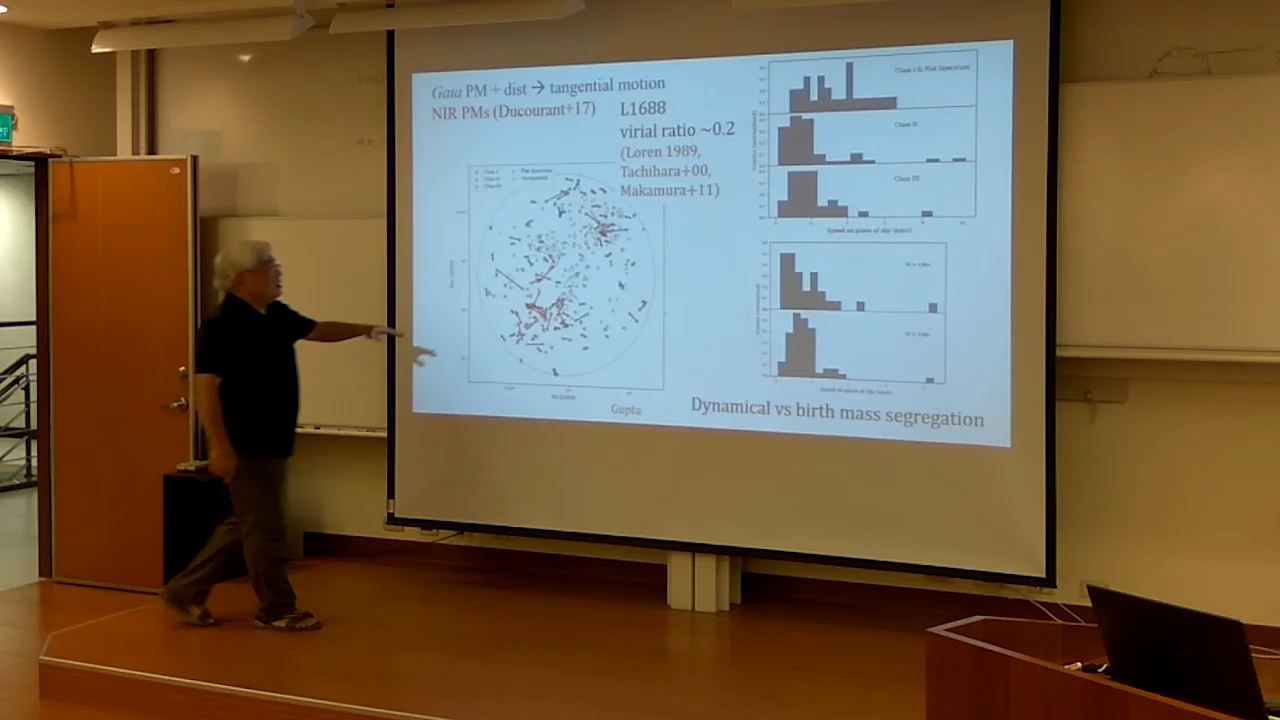 Gaia PM + dist → tangential motion
NIR PMs (Ducourant+17)
L1688
virial ratio ~0.2
(Loren 1989,
Tachihara+00,
Makamura+11)
Class I & Flat Spectrum
Class II
Class III
Speed on plane of sky (km/s)
Gupta
Dynamical vs birth mass segregation